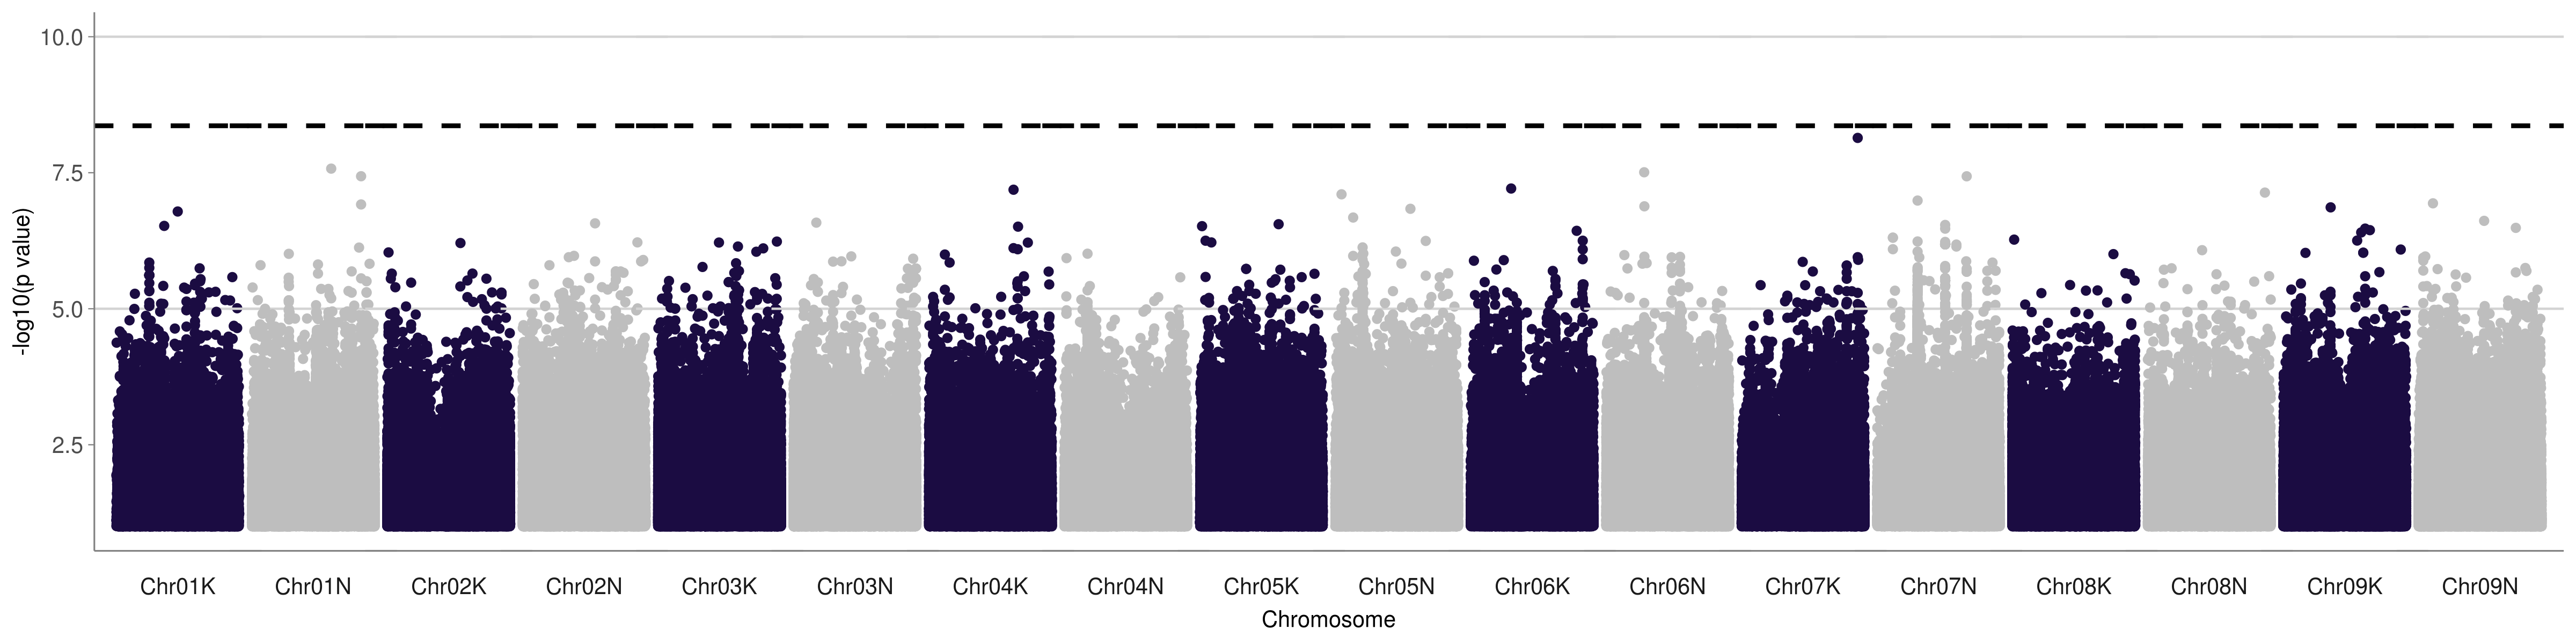 10.0
7.5
5.0
2.5
-log10(p value)
Chr01K Chr01N Chr02K Chr02N Chr03K Chr03N Chr04K Chr04N Chr05K Chr05N Chr06K Chr06N Chr07K Chr07N Chr08K Chr08N Chr09K Chr09N
Chromosome